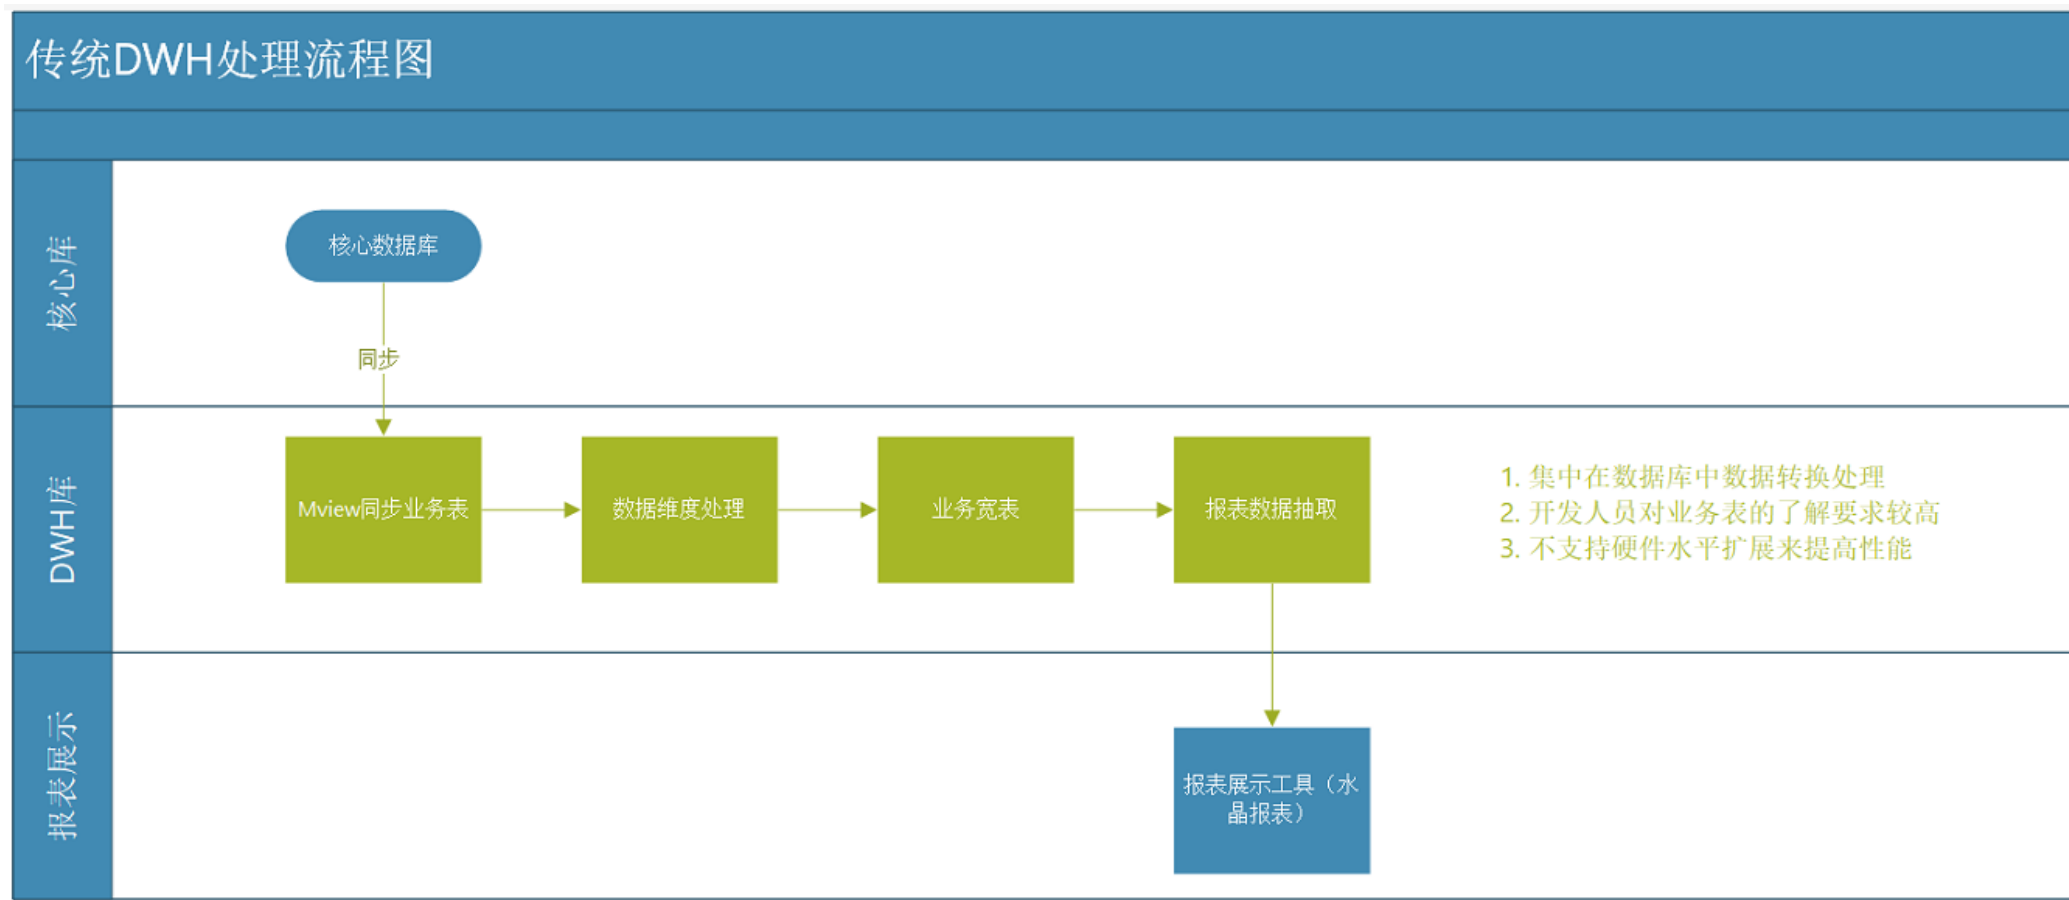 传统DWH处理流程图
核心库
核心数据库
同步
DWH库
Mview同步业务表
数据维度处理
业务宽表
报表数据抽取
1. 集中在数据库中数据转换处理
2. 开发人员对业务表的了解要求较高
3. 不支持硬件水平扩展来提高性能
报表展示
报表展示工具（水
晶报表）